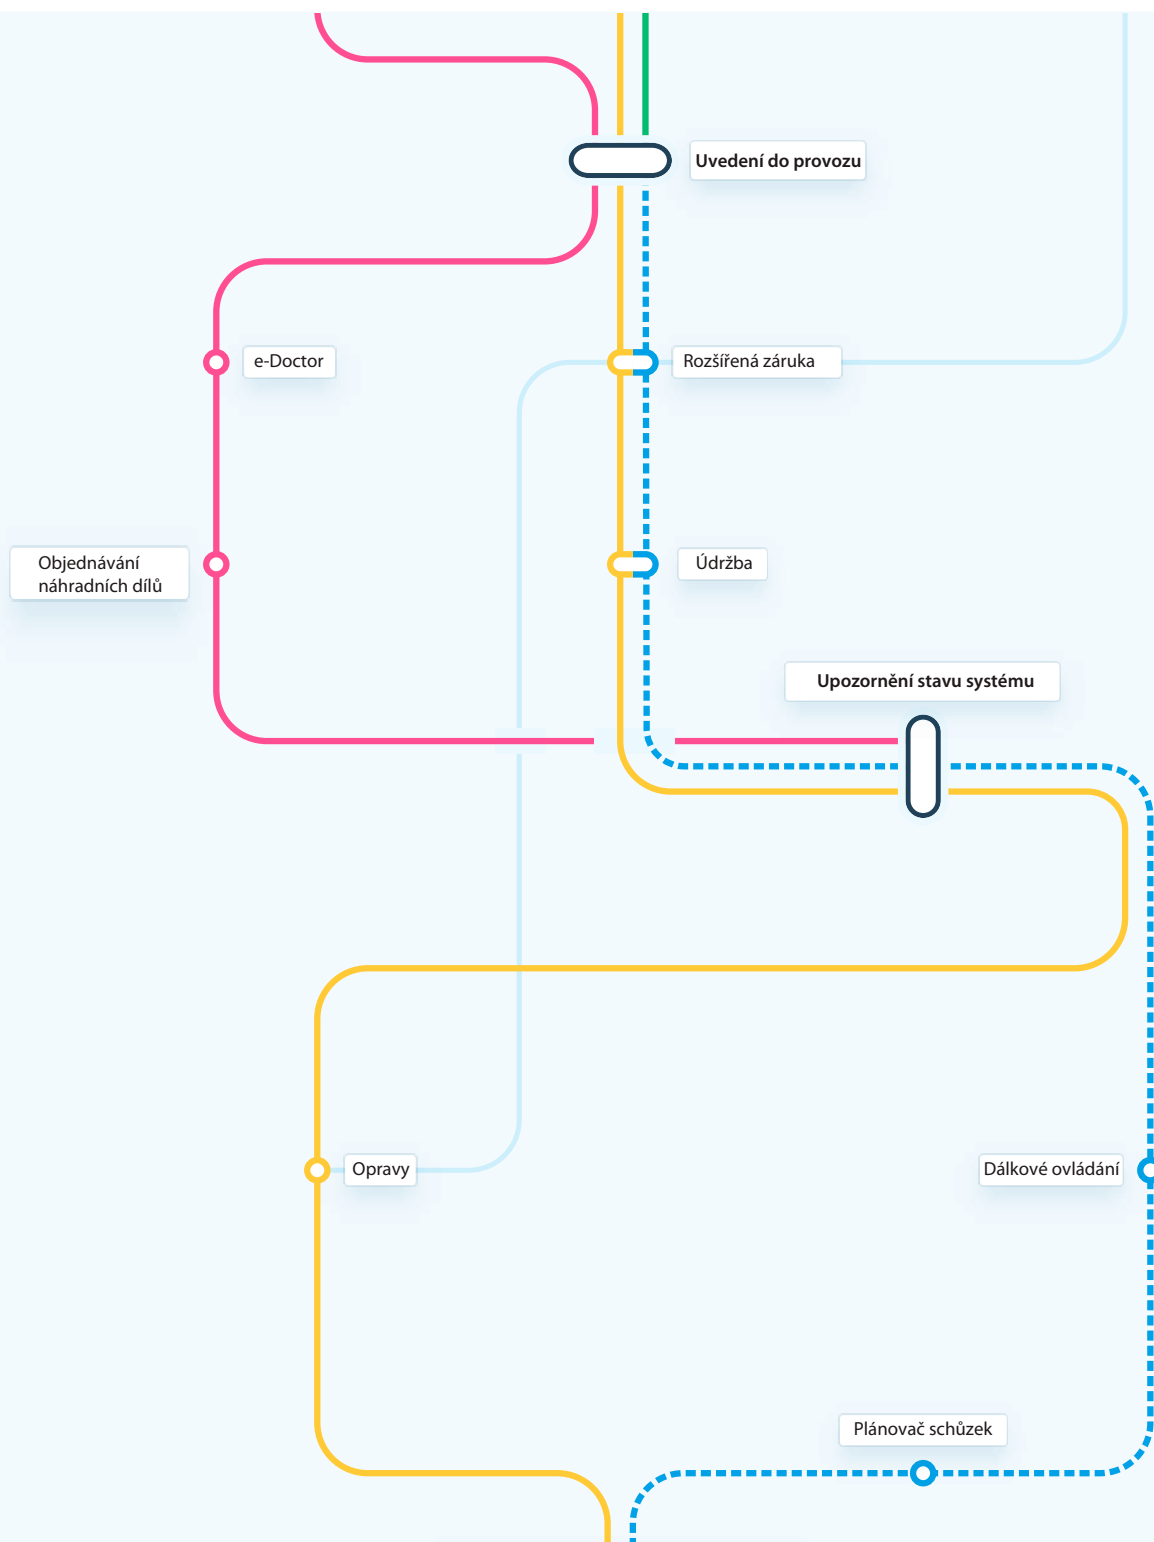 Uvedení do provozu
e-Doctor
Rozšířená záruka
Objednávání
náhradních dílů
Údržba
Upozornění stavu systému
Opravy
Dálkové ovládání
Plánovač schůzek